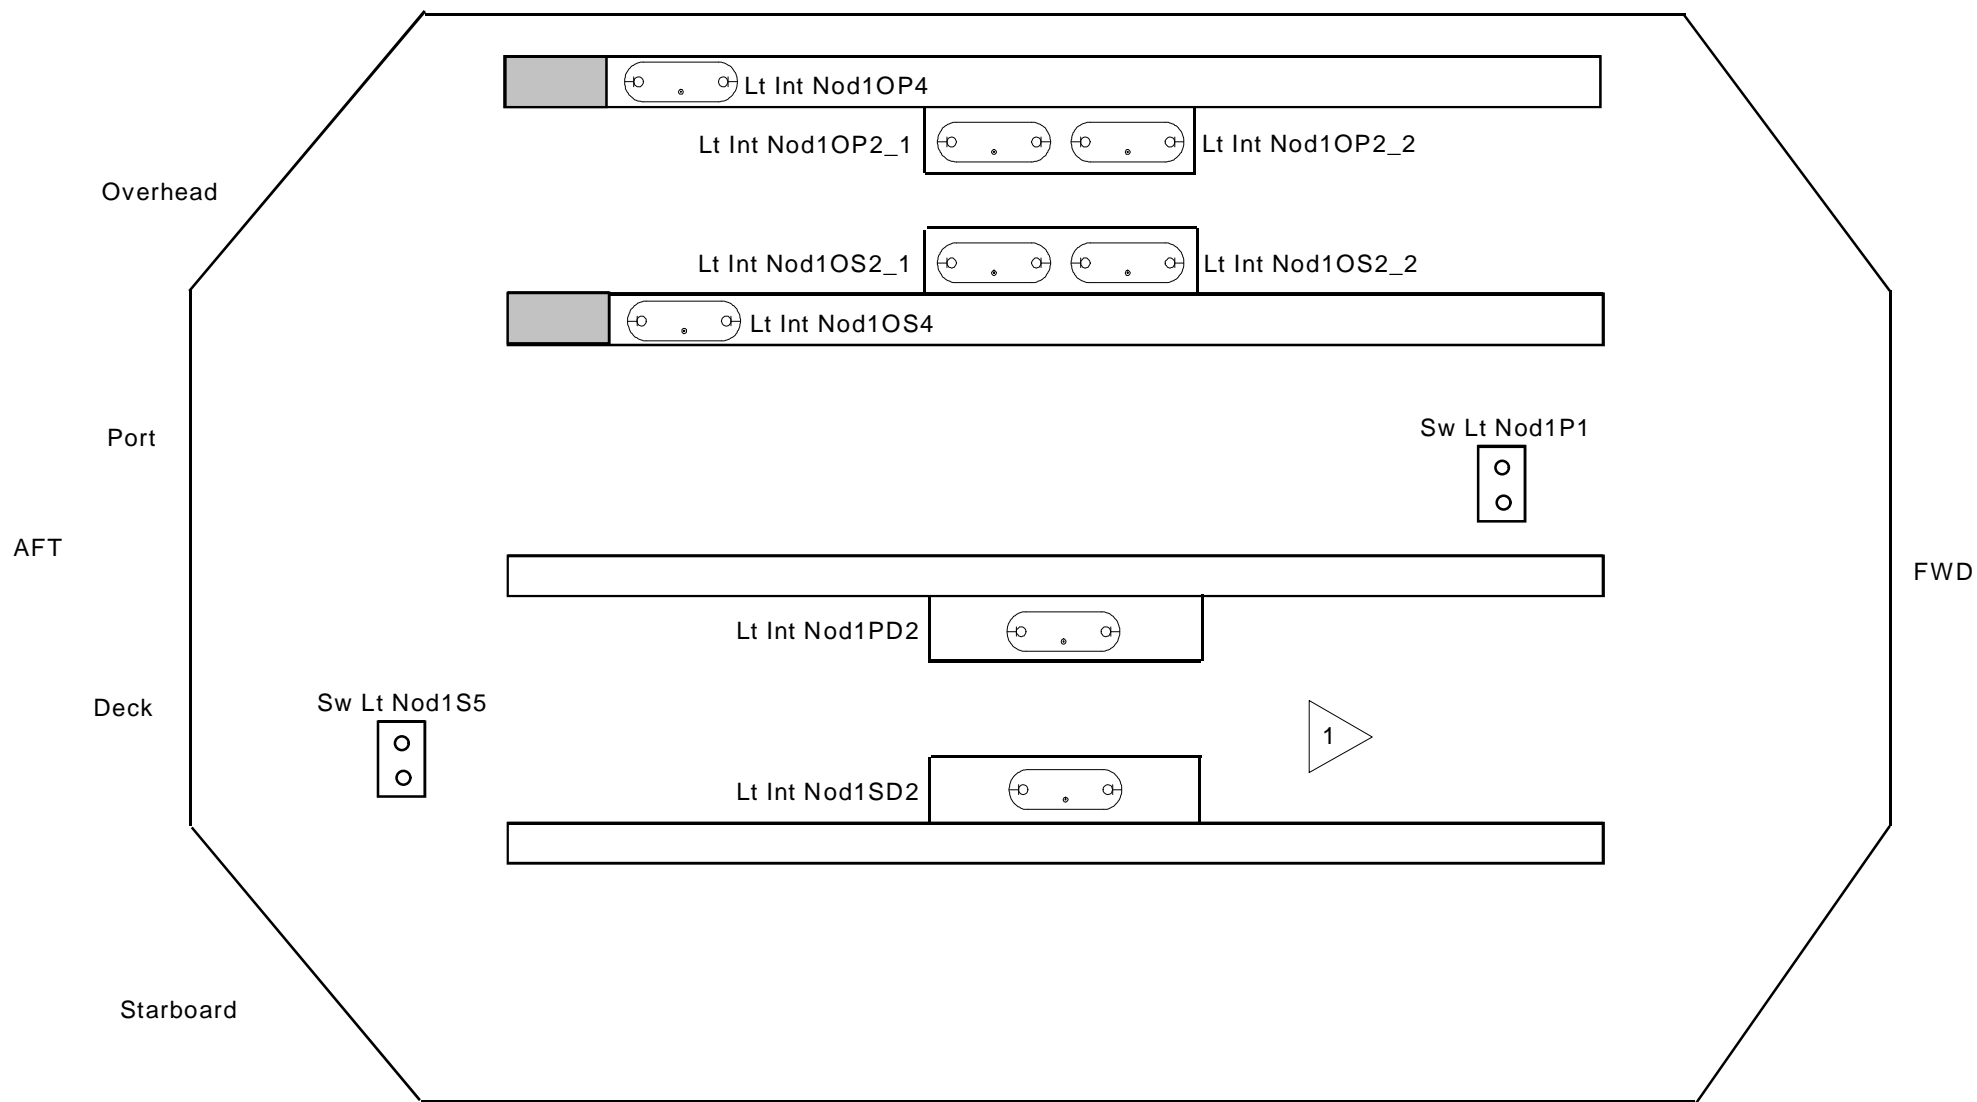 Lt Int Nod1OP4
Lt Int Nod1OP2_1
Lt Int Nod1OP2_2
Overhead
Lt Int Nod1OS2_1
Lt Int Nod1OS2_2
Lt Int Nod1OS4
Port
Sw Lt Nod1P1
AFT
FWD
Lt Int Nod1PD2
Deck
Sw Lt Nod1S5
1
Lt Int Nod1SD2
Starboard